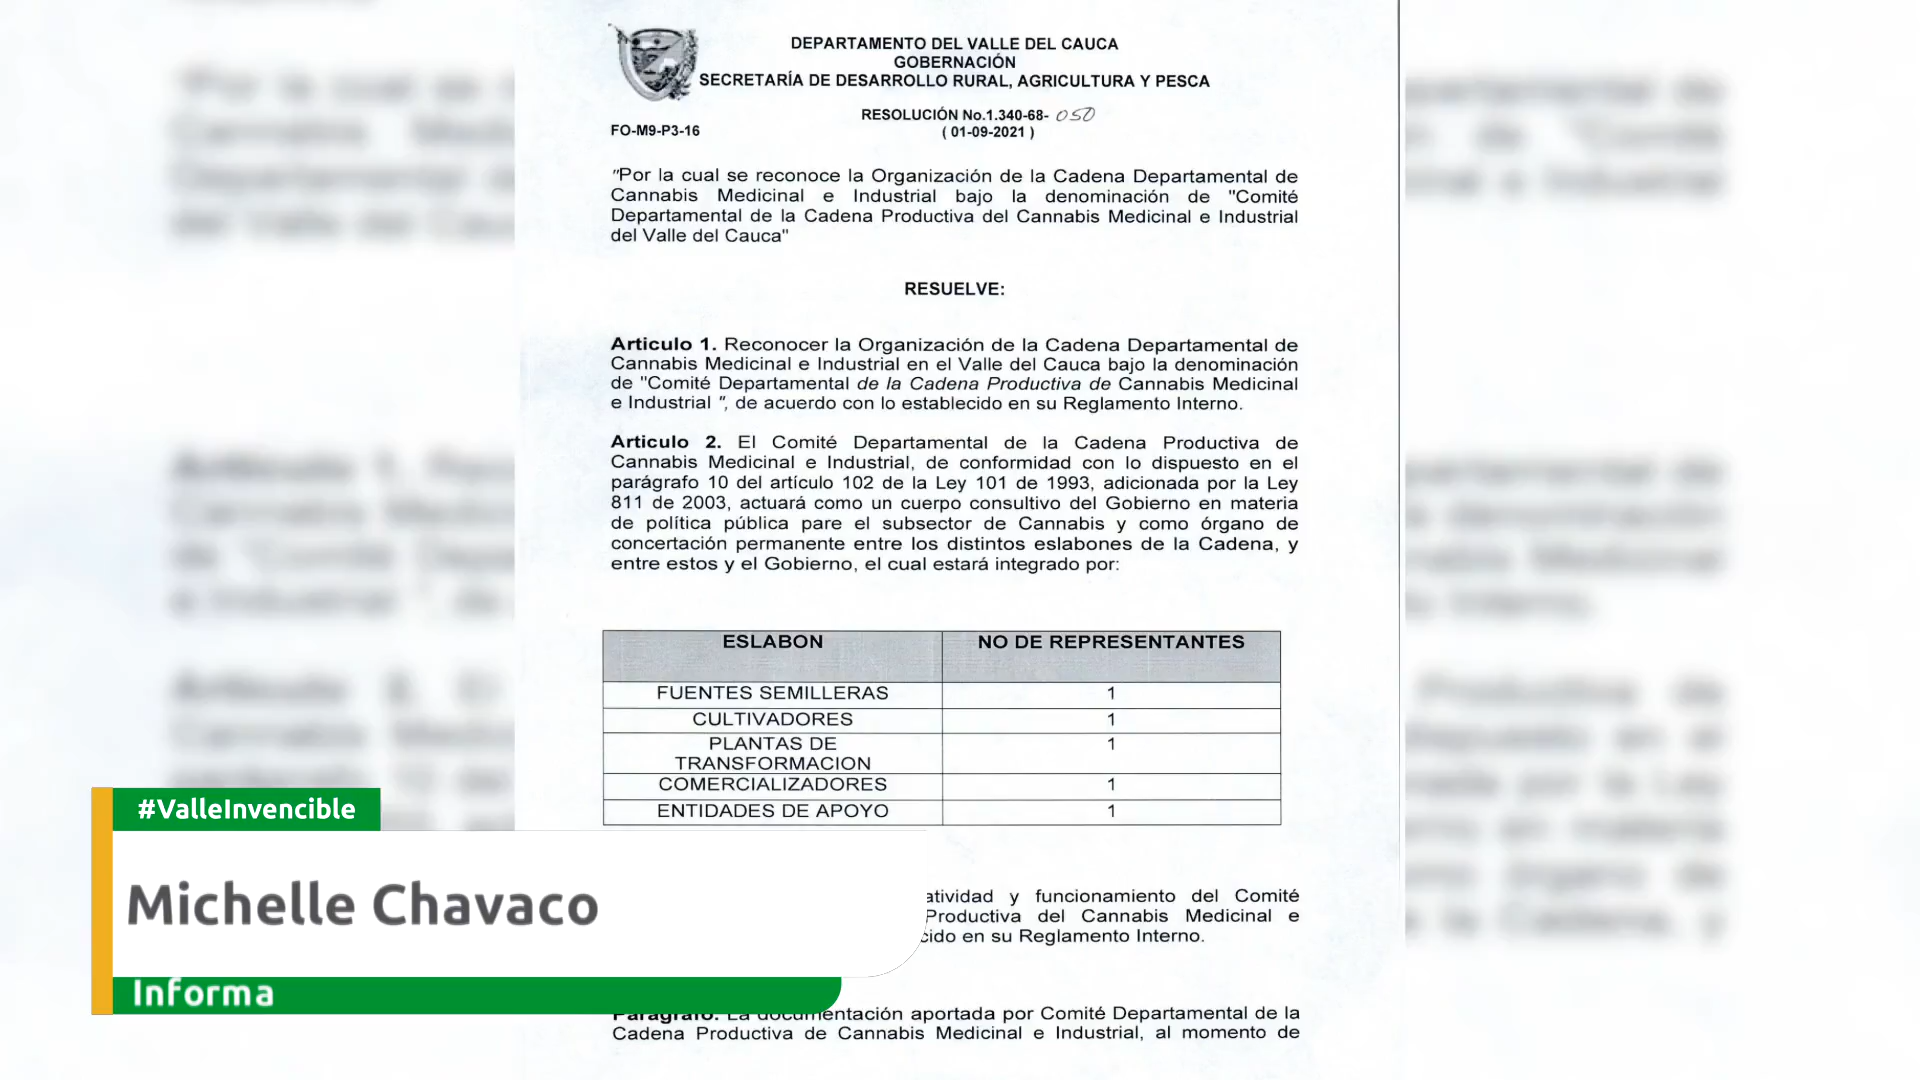 DEPARTAMENTO DEL VALLE DEL CAUCA
GOBERNACIÓN
SECRETARÍA DE DESARROLLO RURAL, AGRICULTURA Y PESCA
RESOLUCIÓN No.1.340-68- 050
FO-M9-P3-16
( 01-09-2021 )
"Por la cual se reconoce la Organización de la Cadena Departamental de
Cannabis Medicinal e Industrial bajo la denominación de "Comité
Departamental de la Cadena Productiva del Cannabis Medicinal e Industrial
del Valle del Cauca"
RESUELVE:
Articulo 1. Reconocer la Organización de la Cadena Departamental de
Cannabis Medicinal e Industrial en el Valle del Cauca bajo la denominación
de "Comité Departamental de la Cadena Productiva de Cannabis Medicinal
e Industrial ", de acuerdo con lo establecido en su Reglamento Interno.
Articulo 2. El Comité Departamental de la Cadena Productiva de
Cannabis Medicinal e Industrial, de conformidad con lo dispuesto en el
parágrafo 10 del artículo 102 de la Ley 101 de 1993, adicionada por la Ley
811 de 2003, actuará como un cuerpo consultivo del Gobierno en materia
de política pública pare el subsector de Cannabis y como órgano de
concertación permanente entre los distintos eslabones de la Cadena, y
entre estos y el Gobierno, el cual estará integrado por:
ESLABON NO DE REPRESENTANTES
FUENTES SEMILLERAS 1
CULTIVADORES 1
PLANTAS DE 1
TRANSFORMACION
COMERCIALIZADORES 1
ENTIDADES DE APOYO 1
#ValleInvencible
Michelle Chavaco
Informa
y funcionamiento del Comité
Productiva del Cannabis Medicinal e
en su Reglamento Interno.
Paragrafo. La documentación aportada por Comité Departamental de la
Cadena Productiva de Cannabis Medicinal e Industrial, al momento de